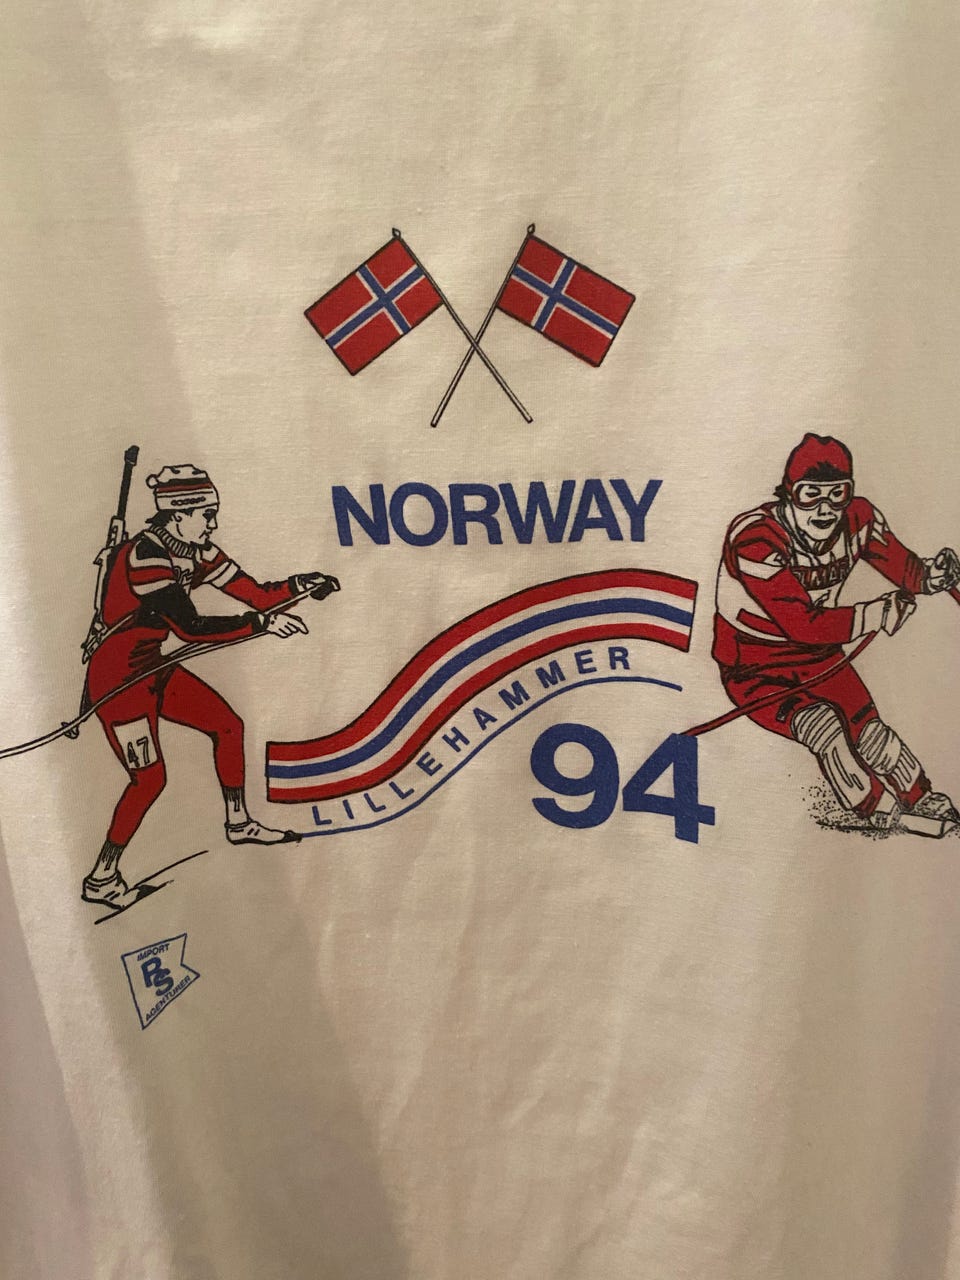 NORWAY
LILLEHAMMER
94
47
IMPORT
PS
AGENTURER